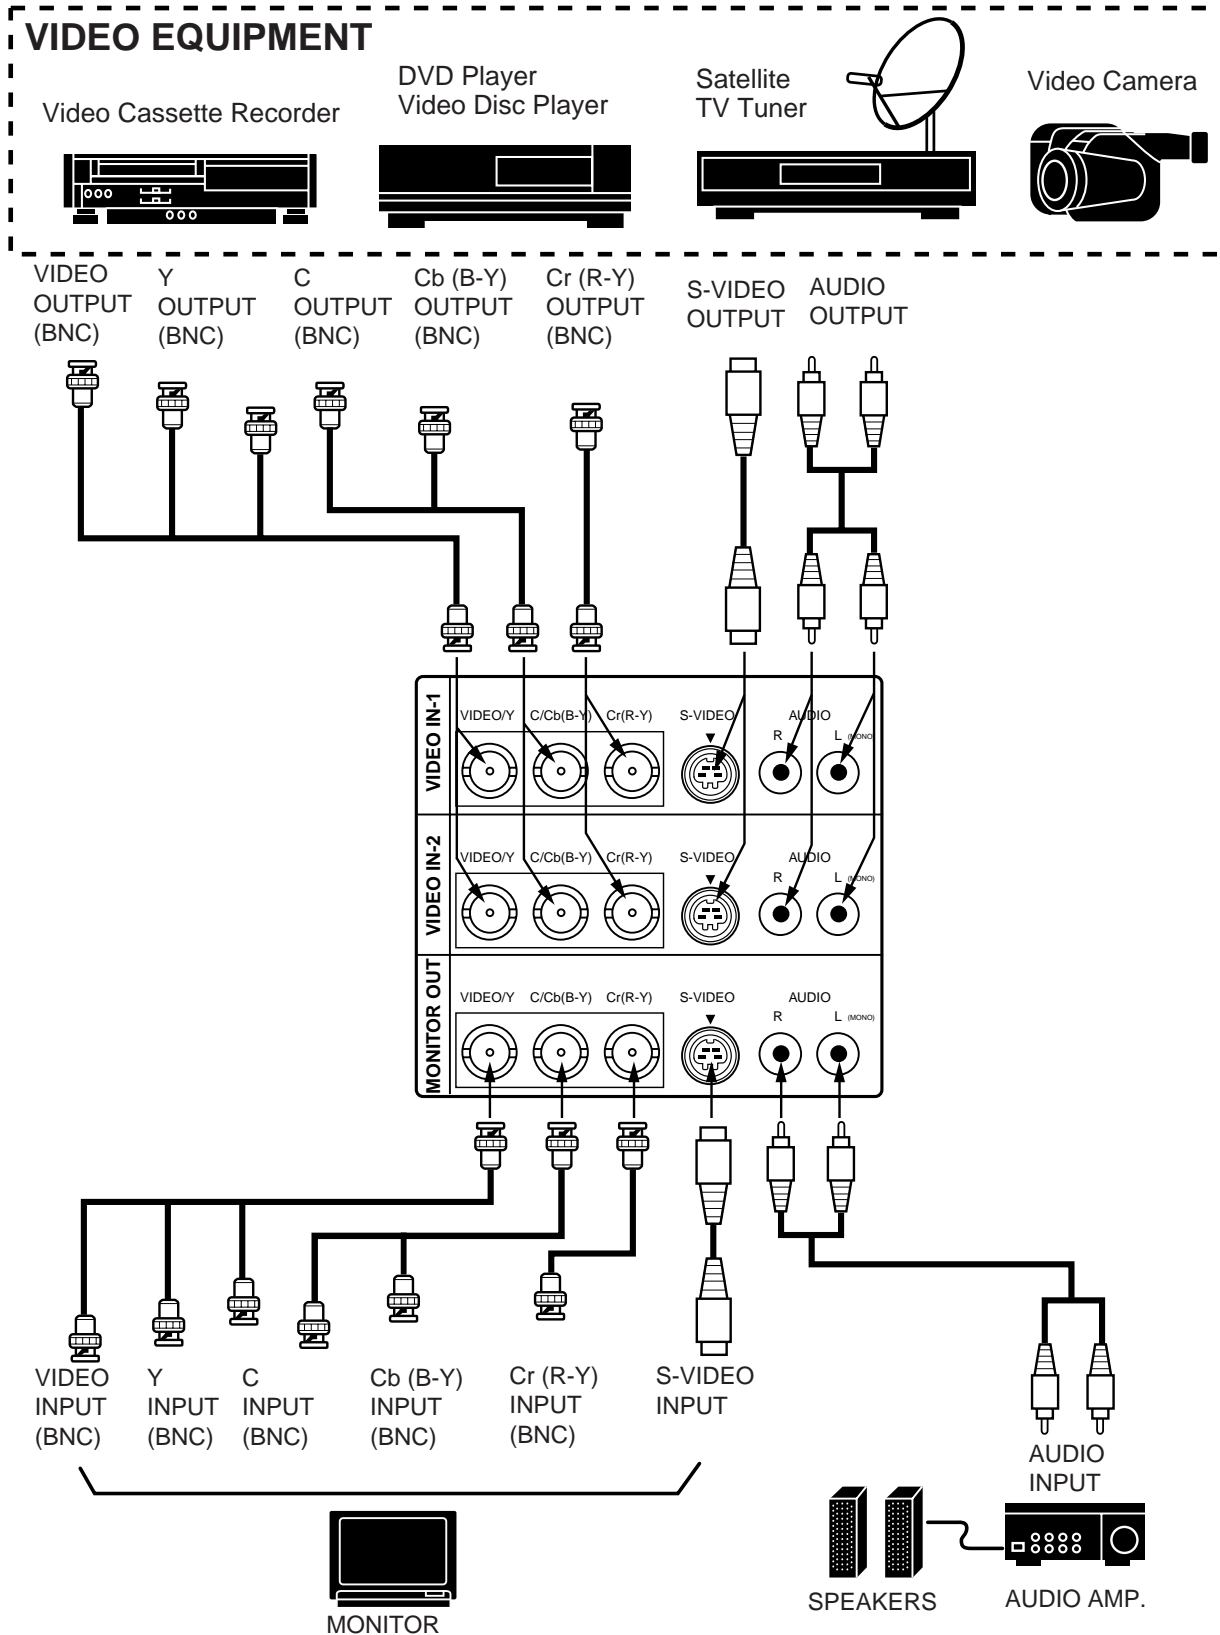 VIDEO EQUIPMENT
Video Cassette Recorder
DVD Player
Video Disc Player
Satellite
TV Tuner
Video Camera
VIDEO
OUTPUT
(BNC)
Y
OUTPUT
(BNC)
C
OUTPUT
(BNC)
Cb (B-Y)
OUTPUT
(BNC)
Cr (R-Y)
OUTPUT
(BNC)
S-VIDEO
OUTPUT
AUDIO
OUTPUT
VIDEO IN-1
VIDEO/Y C/Cb(B-Y) Cr(R-Y) S-VIDEO AUDIO
R L (MONO)
VIDEO IN-2
VIDEO/Y C/Cb(B-Y) Cr(R-Y) S-VIDEO AUDIO
R L (MONO)
MONITOR OUT
VIDEO/Y C/Cb(B-Y) Cr(R-Y) S-VIDEO AUDIO
R L (MONO)
VIDEO
INPUT
(BNC)
Y
INPUT
(BNC)
C
INPUT
(BNC)
Cb (B-Y)
INPUT
(BNC)
Cr (R-Y)
INPUT
(BNC)
S-VIDEO
INPUT
AUDIO
INPUT
MONITOR
SPEAKERS
AUDIO AMP.